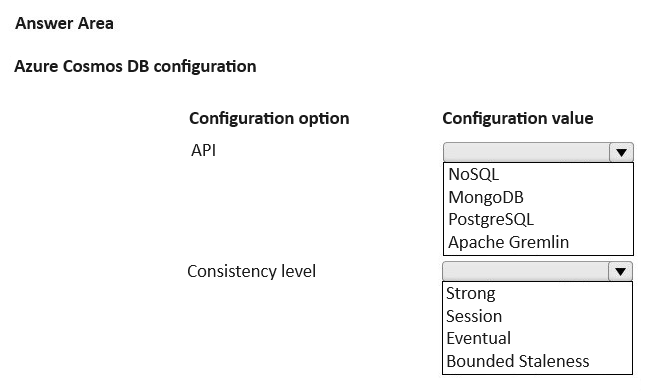 Answer Area
Azure Cosmos DB configuration
Configuration option Configuration value
API
NoSQL
MongoDB
PostgreSQL
Apache Gremlin
Consistency level
Strong
Session
Eventual
Bounded Staleness